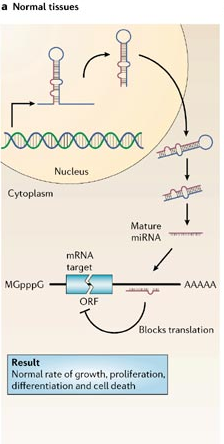 a Normal tissues
Nucleus
Cytoplasm
Mature
miRNA
mRNA
target
MGpppG
AAAAA
ORF
Blocks translation
Result
Normal rate of growth, proliferation,
differentiation and cell death